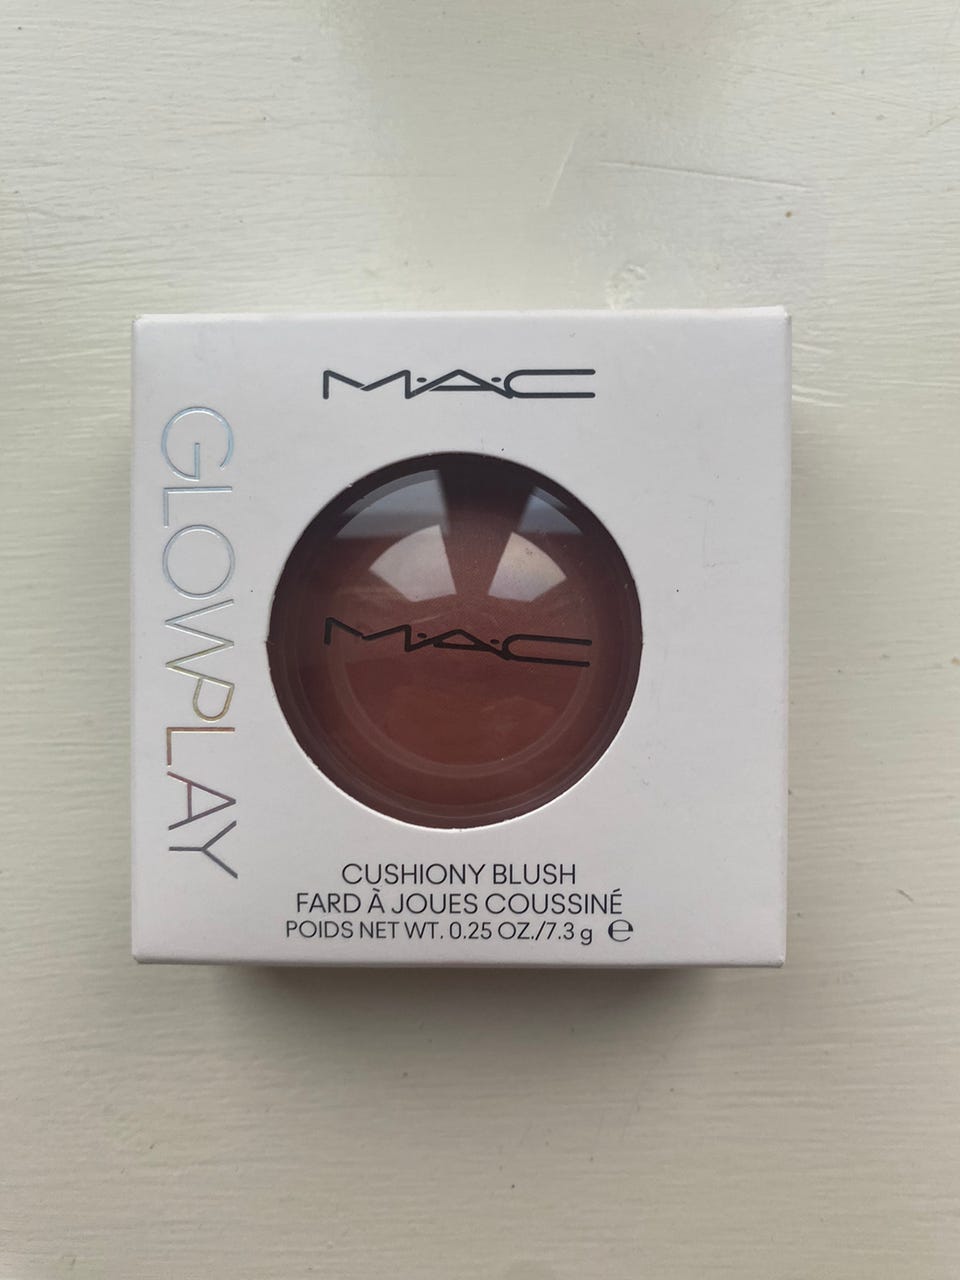 M·A·C
GLOWPLAY
M·A·C
CUSHIONY BLUSH
FARD À JOUES COUSSINÉ
POIDS NET WT. 0.25 OZ./7.3 g ℮